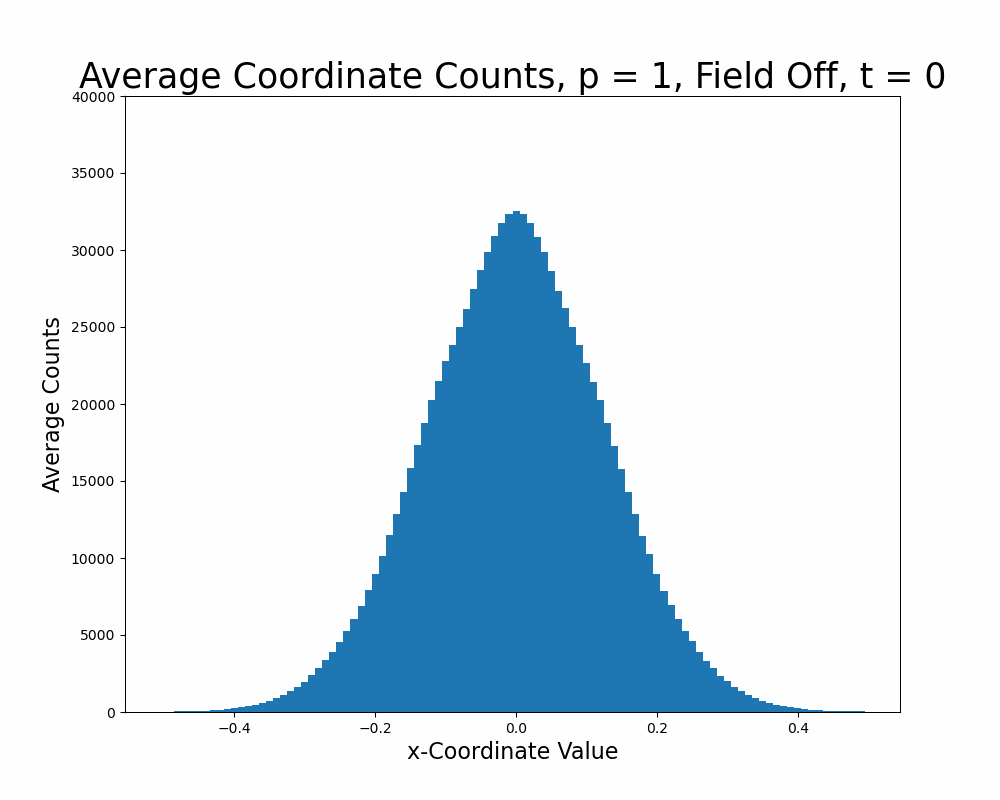 Average Coordinate Counts, p = 1, Field Off, t = 0
40000
35000
30000
25000
20000
15000
10000
5000
0
Average Counts
−0.4 −0.2 0.0 0.2 0.4
x-Coordinate Value